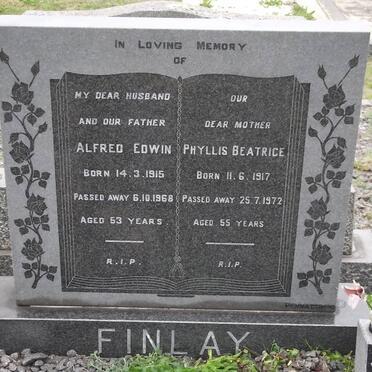 IN LOVING MEMORY
OF
MY DEAR HUSBAND
AND OUR FATHER
ALFRED EDWIN
BORN 14.3.1915
PASSED AWAY 6.10.1968
AGED 53 YEARS
R.I.P.
OUR
DEAR MOTHER
PHYLLIS BEATRICE
BORN 11.6.1917
PASSED AWAY 25.7.1972
AGED 55 YEARS
R.I.P.
FINLAY